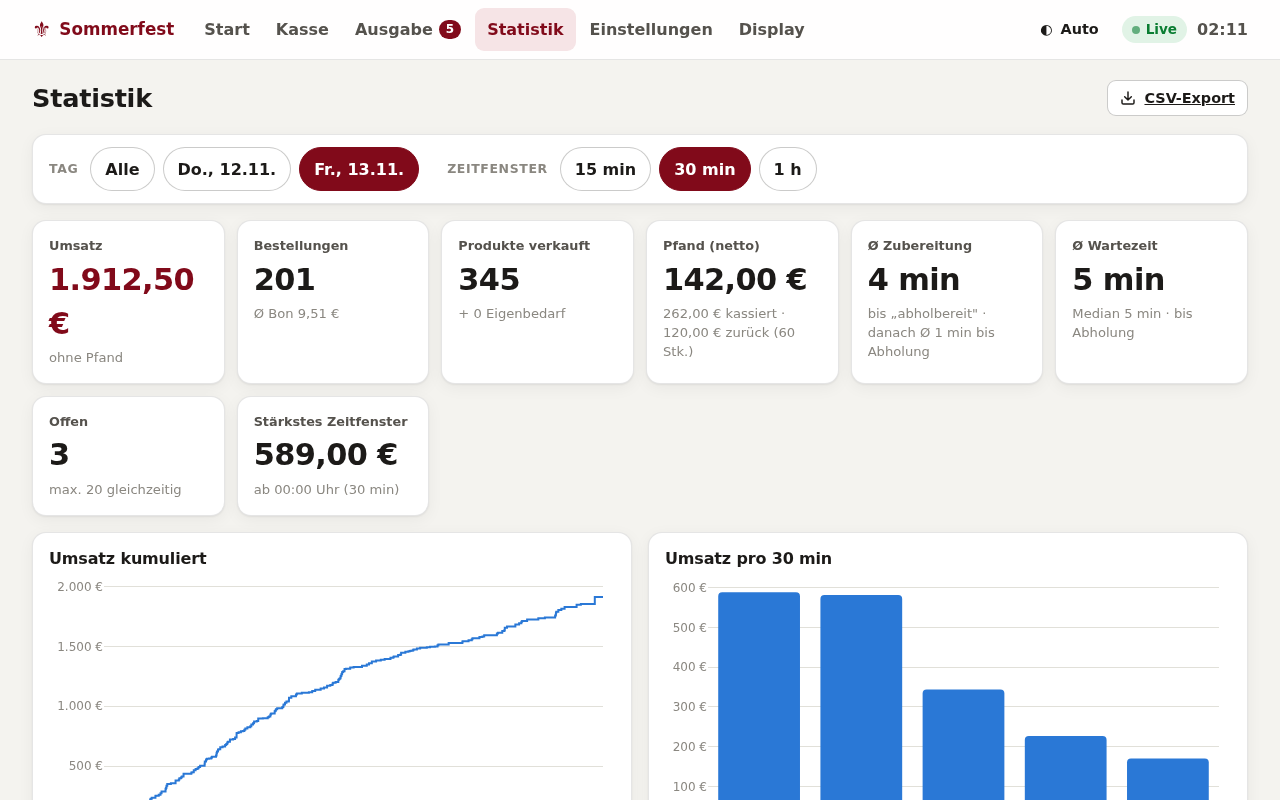 Sommerfest Start Kasse Ausgabe 5 Statistik Einstellungen Display Auto Live 02:11
Statistik
CSV-Export
TAG Alle Do., 12.11. Fr., 13.11. ZEITFENSTER 15 min 30 min 1 h
Umsatz
1.912,50
€
ohne Pfand
Bestellungen
201
Ø Bon 9,51 €
Produkte verkauft
345
+ 0 Eigenbedarf
Pfand (netto)
142,00 €
262,00 € kassiert ·
120,00 € zurück (60
Stk.)
Ø Zubereitung
4 min
bis „abholbereit" ·
danach Ø 1 min bis
Abholung
Ø Wartezeit
5 min
Median 5 min · bis
Abholung
Offen
3
max. 20 gleichzeitig
Stärkstes Zeitfenster
589,00 €
ab 00:00 Uhr (30 min)
Umsatz kumuliert
2.000 €
1.500 €
1.000 €
500 €
Umsatz pro 30 min
600 €
500 €
400 €
300 €
200 €
100 €